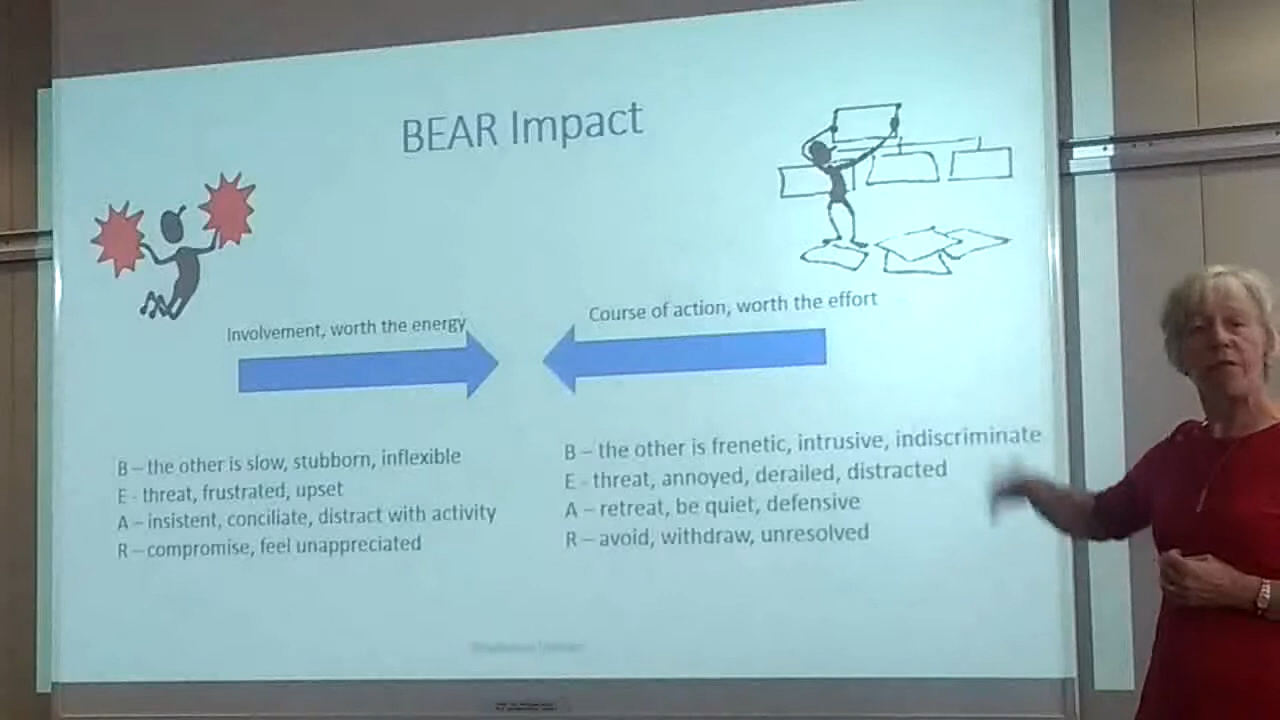 BEAR Impact
Involvement, worth the energy
Course of action, worth the effort
B – the other is slow, stubborn, inflexible
E - threat, frustrated, upset
A – insistent, conciliate, distract with activity
R – compromise, feel unappreciated
B – the other is frenetic, intrusive, indiscriminate
E - threat, annoyed, derailed, distracted
A – retreat, be quiet, defensive
R – avoid, withdraw, unresolved